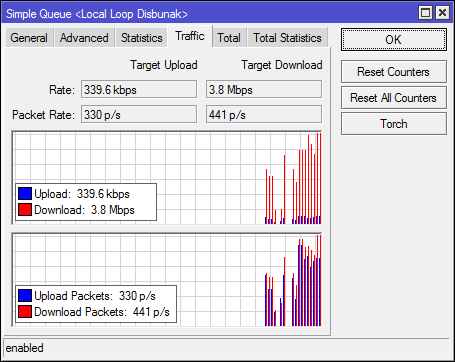 Simple Queue <Local Loop Disbunak>
General Advanced Statistics Traffic Total Total Statistics
OK
Reset Counters
Reset All Counters
Torch
Target Upload Target Download
Rate: 339.6 kbps 3.8 Mbps
Packet Rate: 330 p/s 441 p/s
Upload: 339.6 kbps
Download: 3.8 Mbps
Upload Packets: 330 p/s
Download Packets: 441 p/s
enabled